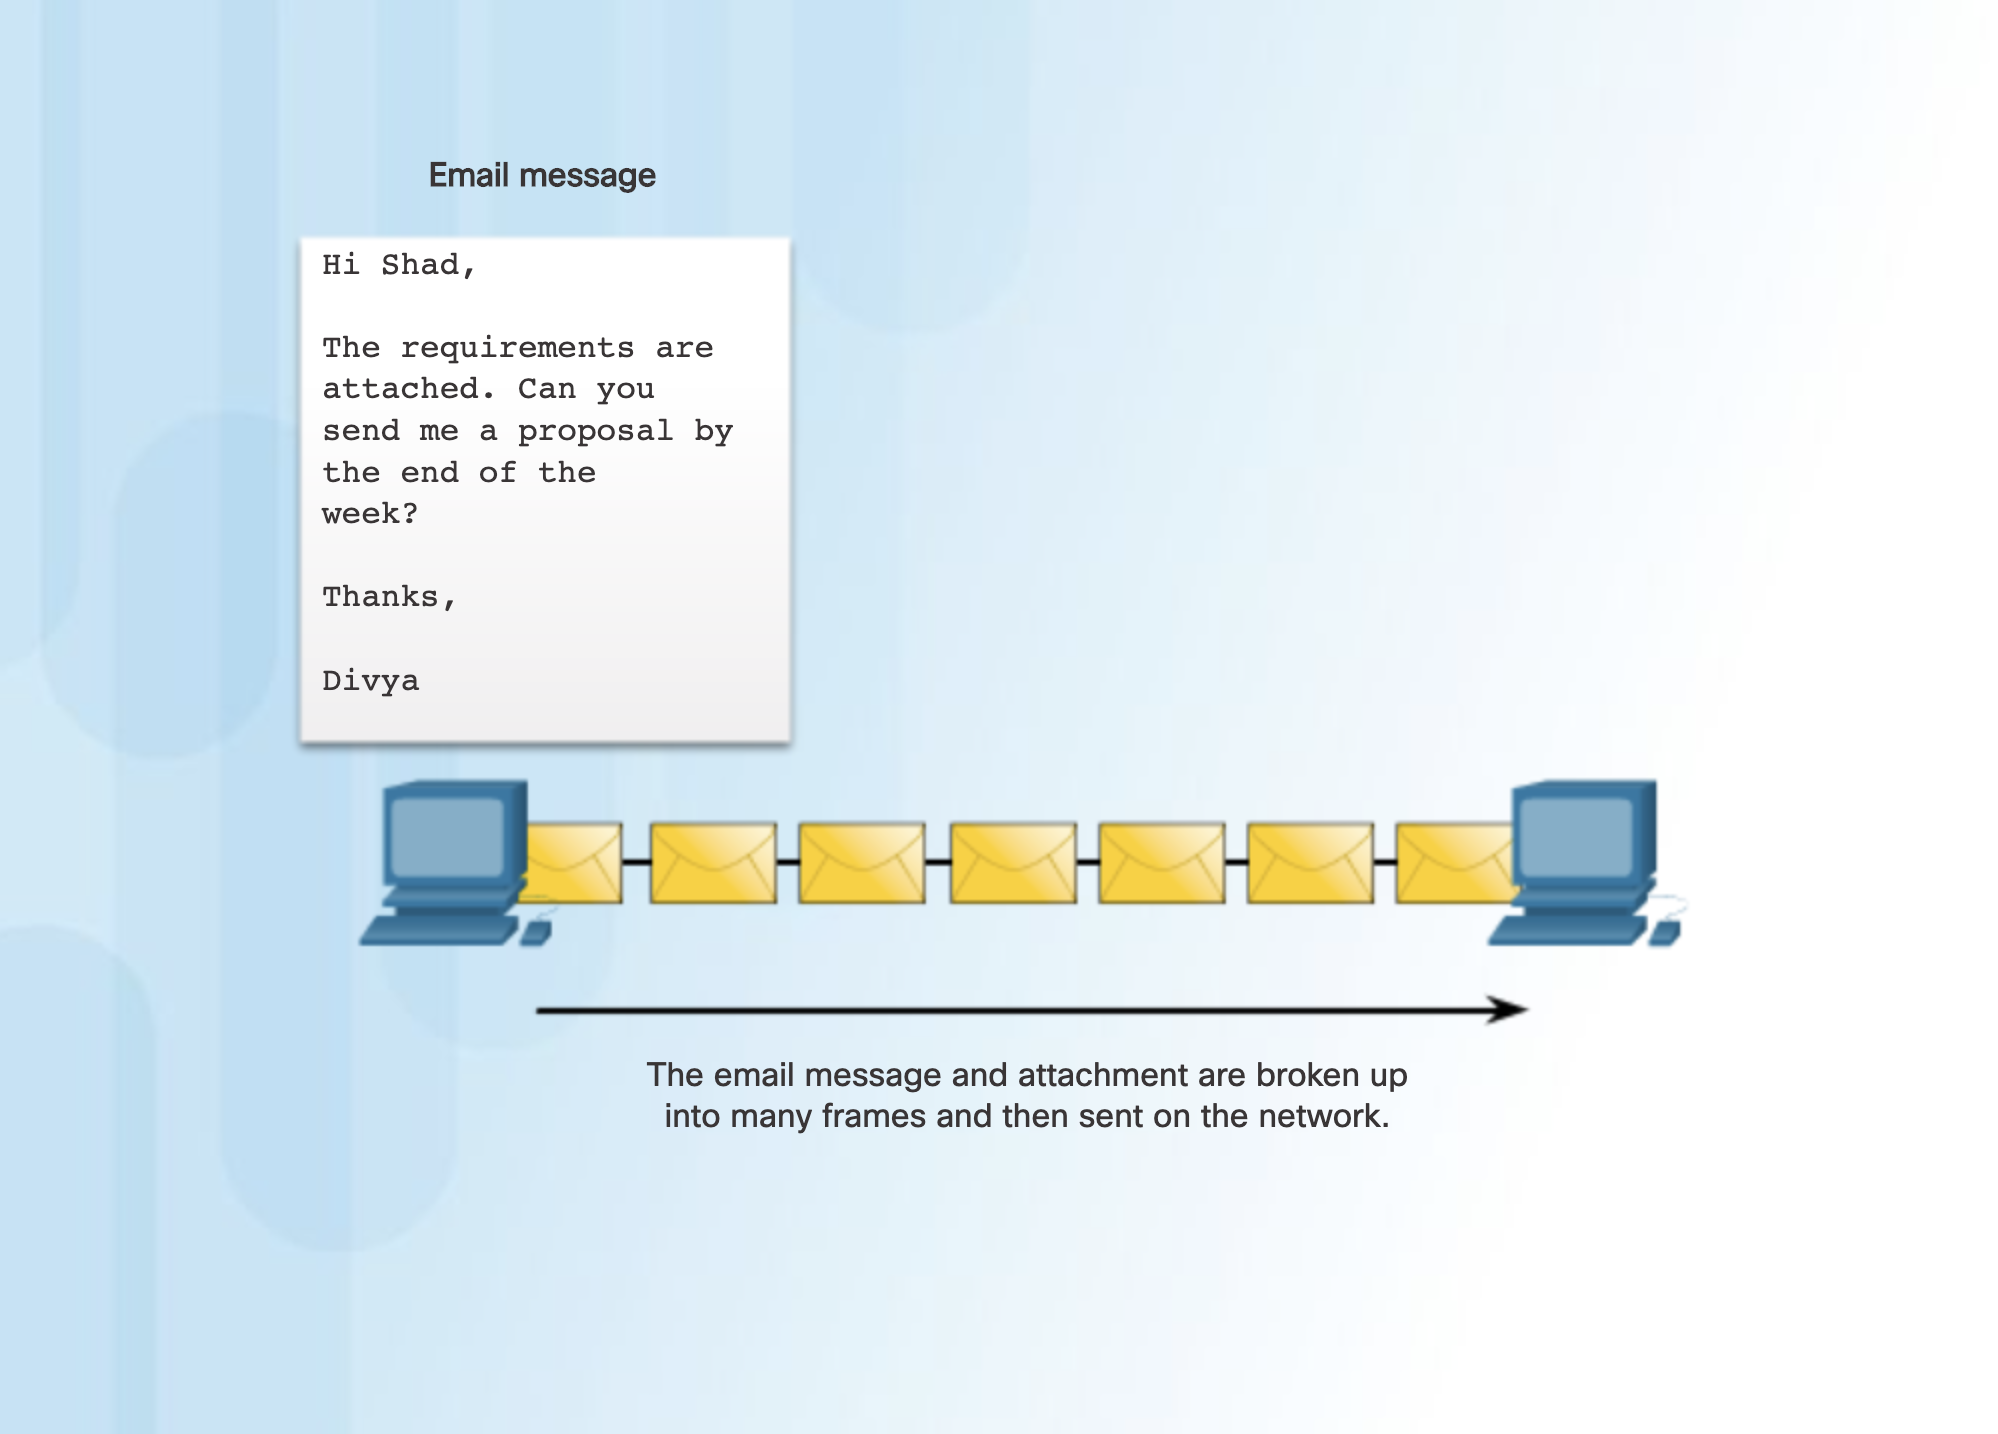 Email message
Hi Shad,
The requirements are
attached. Can you
send me a proposal by
the end of the
week?
Thanks,
Divya
The email message and attachment are broken up
into many frames and then sent on the network.